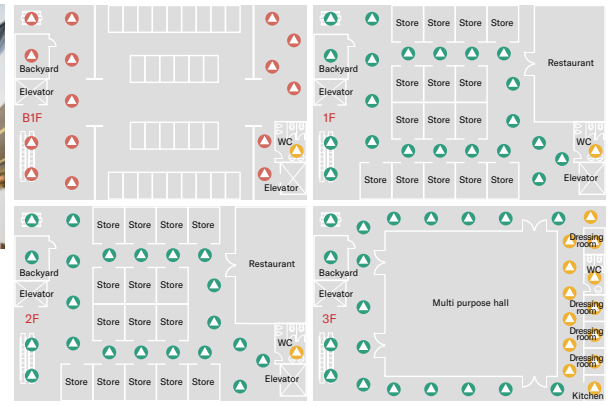 Backyard
Elevator
B1F
WC
Elevator
Store Store Store Store
Restaurant
Backyard
Store Store Store
Elevator
1F
Store Store Store
WC
Store Store Store Store Store
Elevator
Store Store Store Store
Restaurant
Backyard
Store Store Store
Elevator
2F
Store Store Store
WC
Store Store Store Store Store
Elevator
Dressing
room
Backyard
WC
Elevator
Multi purpose hall
Dressing
room
3F
Dressing
room
Dressing
room
Kitchen